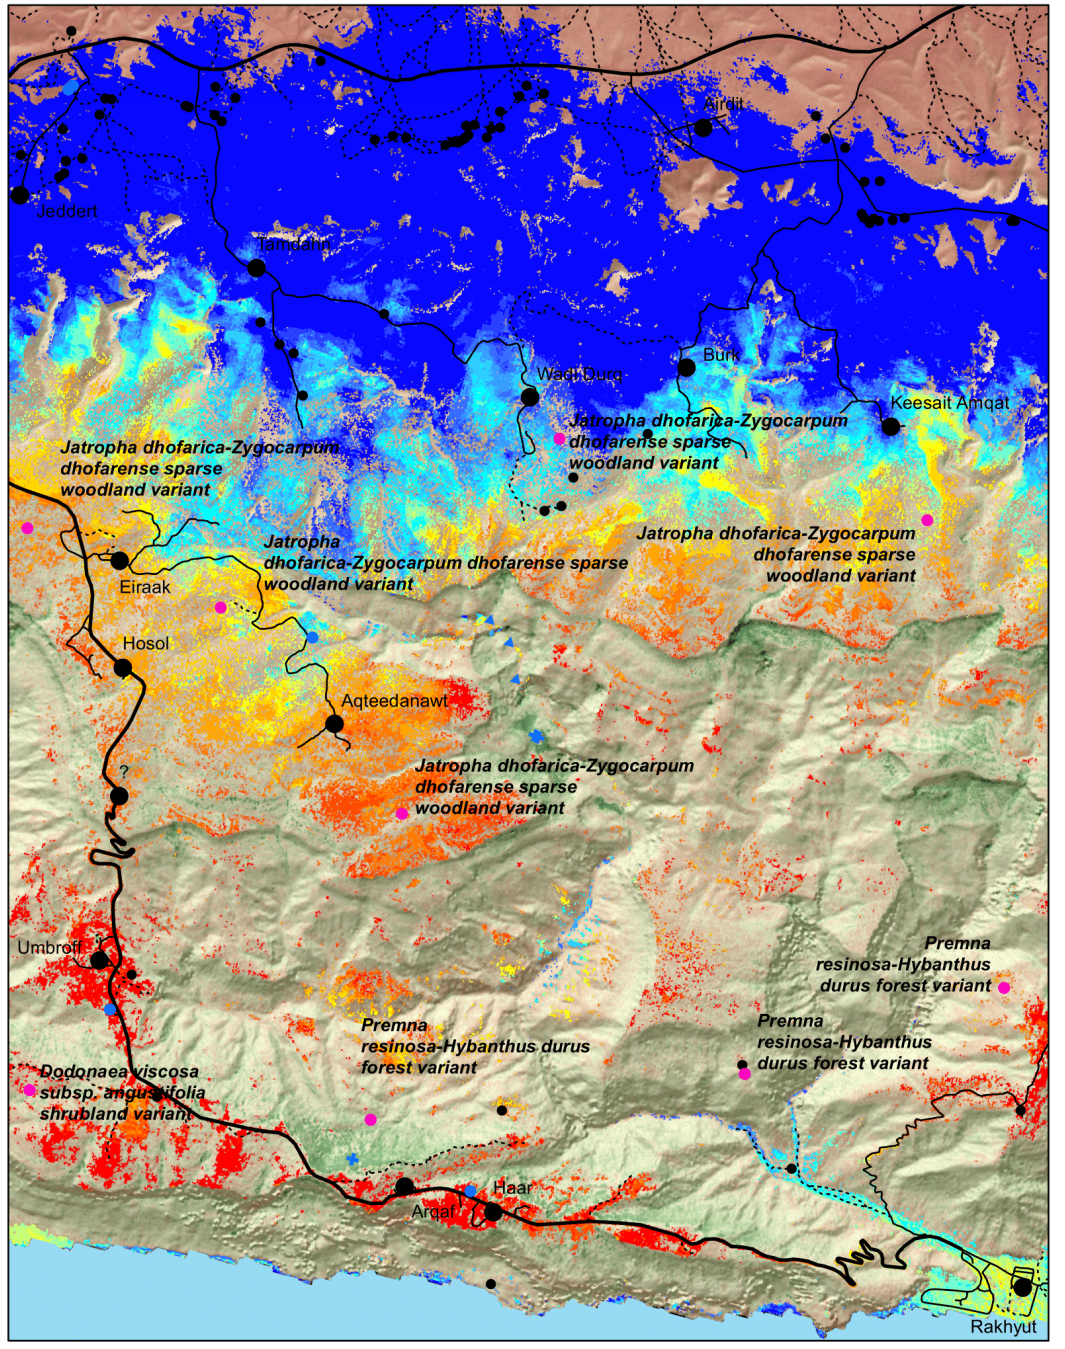 Airdit
Jeddert
Tamdahn
Burk
Wadi Durq
Keesait Amqat
Jatropha dhofarica-Zygocarpum
dhofarense sparse
woodland variant
Jatropha dhofarica-Zygocarpum
dhofarense sparse
woodland variant
Jatropha
dhofarica-Zygocarpum dhofarense sparse
woodland variant
Jatropha dhofarica-Zygocarpum
dhofarense sparse
woodland variant
Eiraak
Hosol
Aqteedanawt
?
Jatropha dhofarica-Zygocarpum
dhofarense sparse
woodland variant
Umbroff
Premna
resinosa-Hybanthus
durus forest variant
Premna
resinosa-Hybanthus durus
forest variant
Premna
resinosa-Hybanthus
durus forest variant
Dodonaea viscosa
subsp. angustifolia
shrubland variant
Haar
Arqaf
Rakhyut